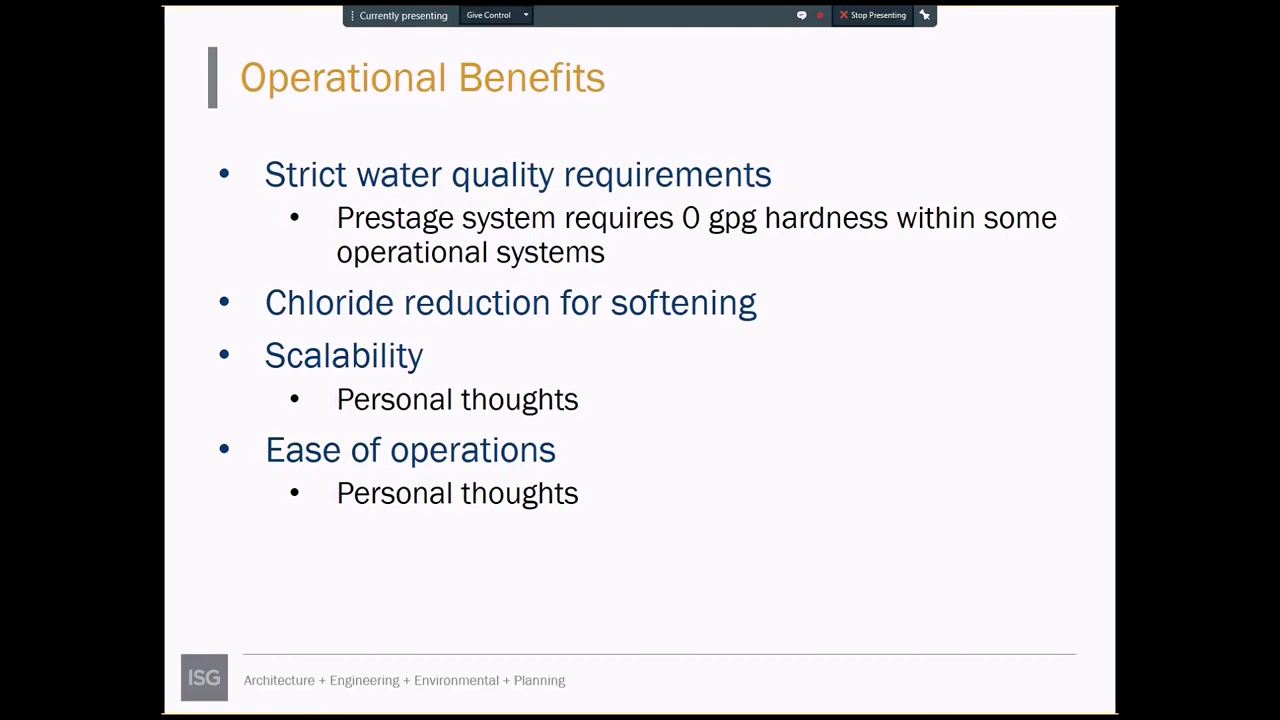 Currently presenting Give Control Stop Presenting
Operational Benefits
• Strict water quality requirements
• Prestage system requires 0 gpg hardness within some
operational systems
• Chloride reduction for softening
• Scalability
• Personal thoughts
• Ease of operations
• Personal thoughts
ISG Architecture + Engineering + Environmental + Planning